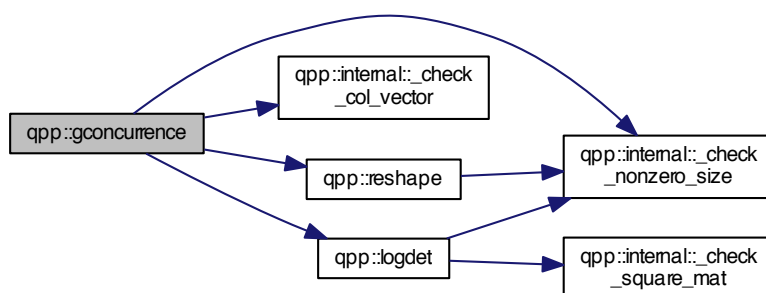 qpp::gconcurrence
qpp::internal::_check
_col_vector
qpp::reshape
qpp::logdet
qpp::internal::_check
_nonzero_size
qpp::internal::_check
_square_mat